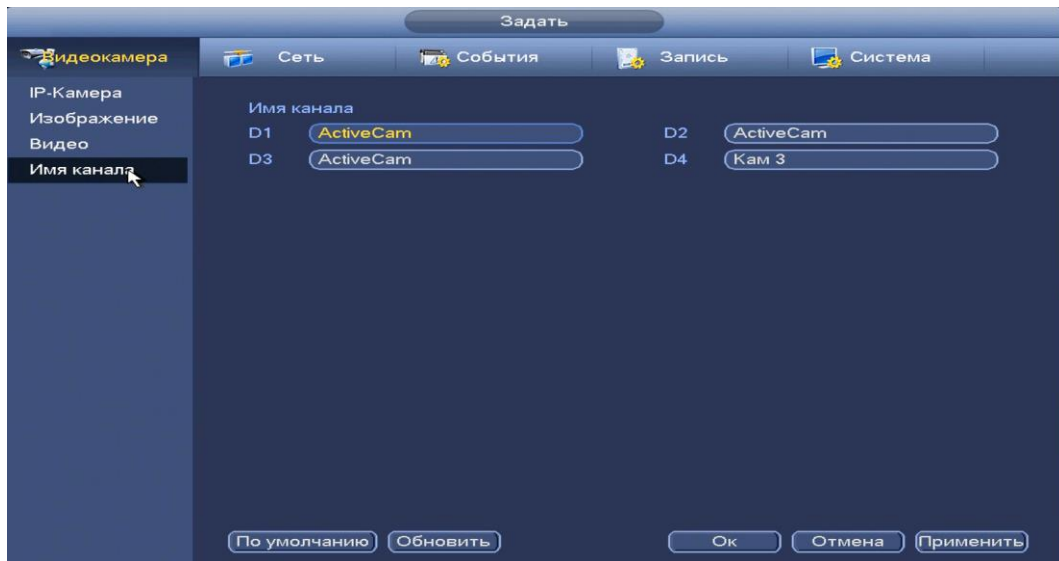 Задать
Видеокамера Сеть События Запись Система
IP-Камера
Изображение
Видео
Имя канала
Имя канала
D1 ActiveCam D2 ActiveCam
D3 ActiveCam D4 Кам 3
По умолчанию Обновить Ок Отмена Применить